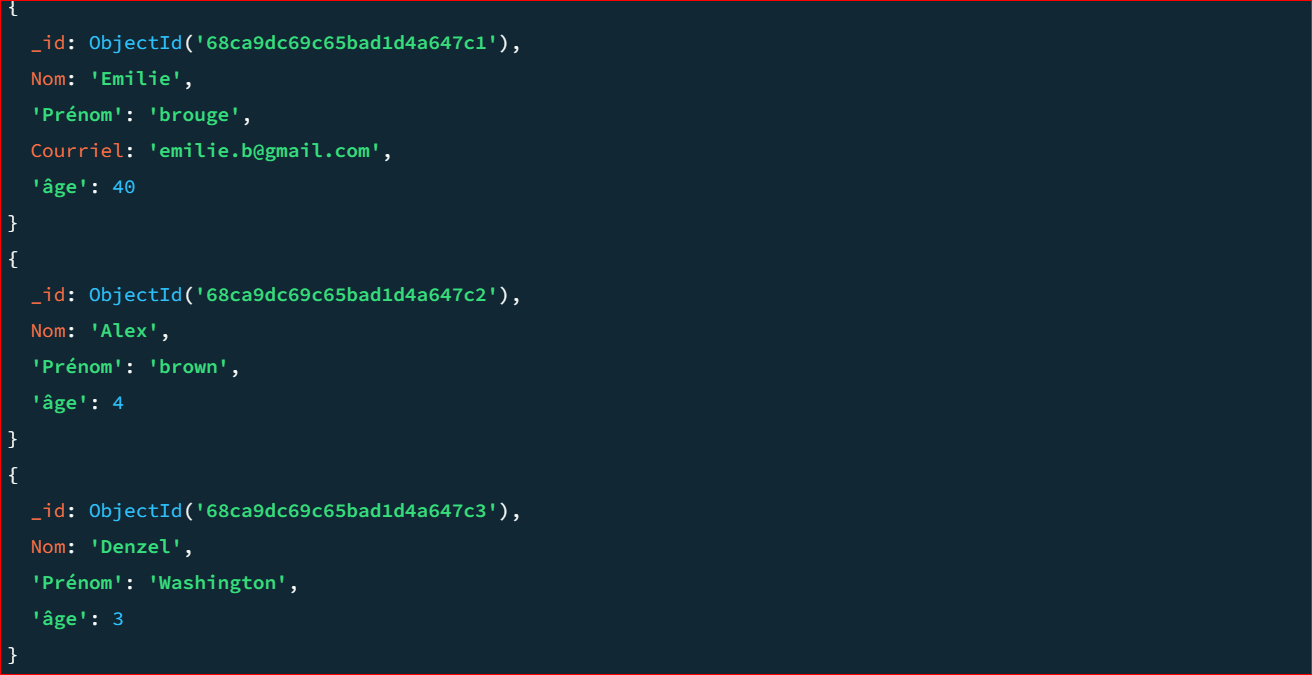 {
  _id: ObjectId('68ca9dc69c65bad1d4a647c1'),
  Nom: 'Emilie',
  'Prénom': 'brouge',
  Courriel: 'emilie.b@gmail.com',
  'âge': 40
}
{
  _id: ObjectId('68ca9dc69c65bad1d4a647c2'),
  Nom: 'Alex',
  'Prénom': 'brown',
  'âge': 4
}
{
  _id: ObjectId('68ca9dc69c65bad1d4a647c3'),
  Nom: 'Denzel',
  'Prénom': 'Washington',
  'âge': 3
}